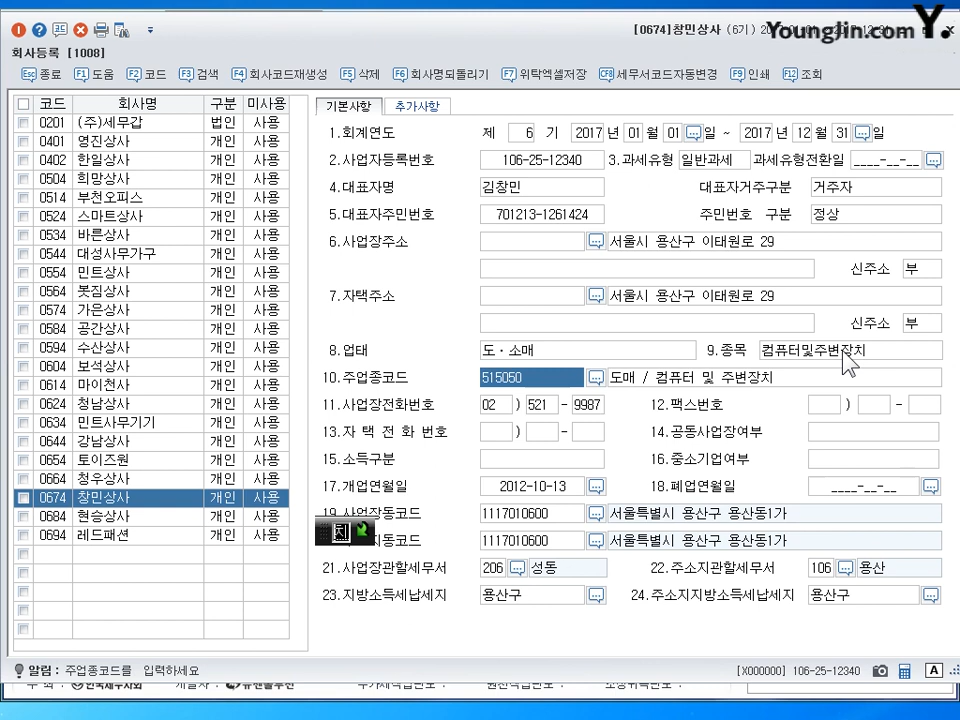 [0674]창민상사 (6기)
Younglin.com Y.
회사등록 [1008]
Esc 종료 F1 도움 F2 코드 F3 검색 F4 회사코드재생성 F5 삭제 F6 회사명되돌리기 F7 위탁엑셀저장 CF8 세무서코드자동변경 F9 인쇄 F12 조회
코드 회사명 구분 미사용
0201 (주)세무갑 법인 사용
0401 영진상사 개인 사용
0402 한일상사 개인 사용
0504 희망상사 개인 사용
0514 부천오피스 개인 사용
0524 스마트상사 개인 사용
0534 바른상사 개인 사용
0544 대성사무가구 개인 사용
0554 민트상사 개인 사용
0564 봇짐상사 개인 사용
0574 가은상사 개인 사용
0584 공간상사 개인 사용
0594 수산상사 개인 사용
0604 보석상사 개인 사용
0614 마이천사 개인 사용
0624 청남상사 개인 사용
0634 민트사무기기 개인 사용
0644 강남상사 개인 사용
0654 토이즈원 개인 사용
0664 청우상사 개인 사용
0674 창민상사 개인 사용
0684 현승상사 개인 사용
0694 레드패션 개인 사용
기본사항 추가사항
1.회계연도 제 6 기 2017 년 01 월 01 일 ~ 2017 년 12 월 31 일
2.사업자등록번호 106-25-12340 3.과세유형 일반과세 과세유형전환일 ____-__-__
4.대표자명 김창민 대표자거주구분 거주자
5.대표자주민번호 701213-1261424 주민번호 구분 정상
6.사업장주소 서울시 용산구 이태원로 29
신주소 부
7.자택주소 서울시 용산구 이태원로 29
신주소 부
8.업태 도·소매 9.종목 컴퓨터및주변장치
10.주업종코드 515050 도매 / 컴퓨터 및 주변장치
11.사업장전화번호 02 ) 521 - 9987 12.팩스번호 ) -
13.자 택 전 화 번호 ) - 14.공동사업장여부
15.소득구분 16.중소기업여부
17.개업연월일 2012-10-13 18.폐업연월일 ____-__-__
19.사업장동코드 1117010600 서울특별시 용산구 용산동1가
지동코드 1117010600 서울특별시 용산구 용산동1가
21.사업장관할세무서 206 성동 22.주소지관할세무서 106 용산
23.지방소득세납세지 용산구 24.주소지지방소득세납세지 용산구
알림 : 주업종코드를 입력하세요
[X000000] 106-25-12340 A